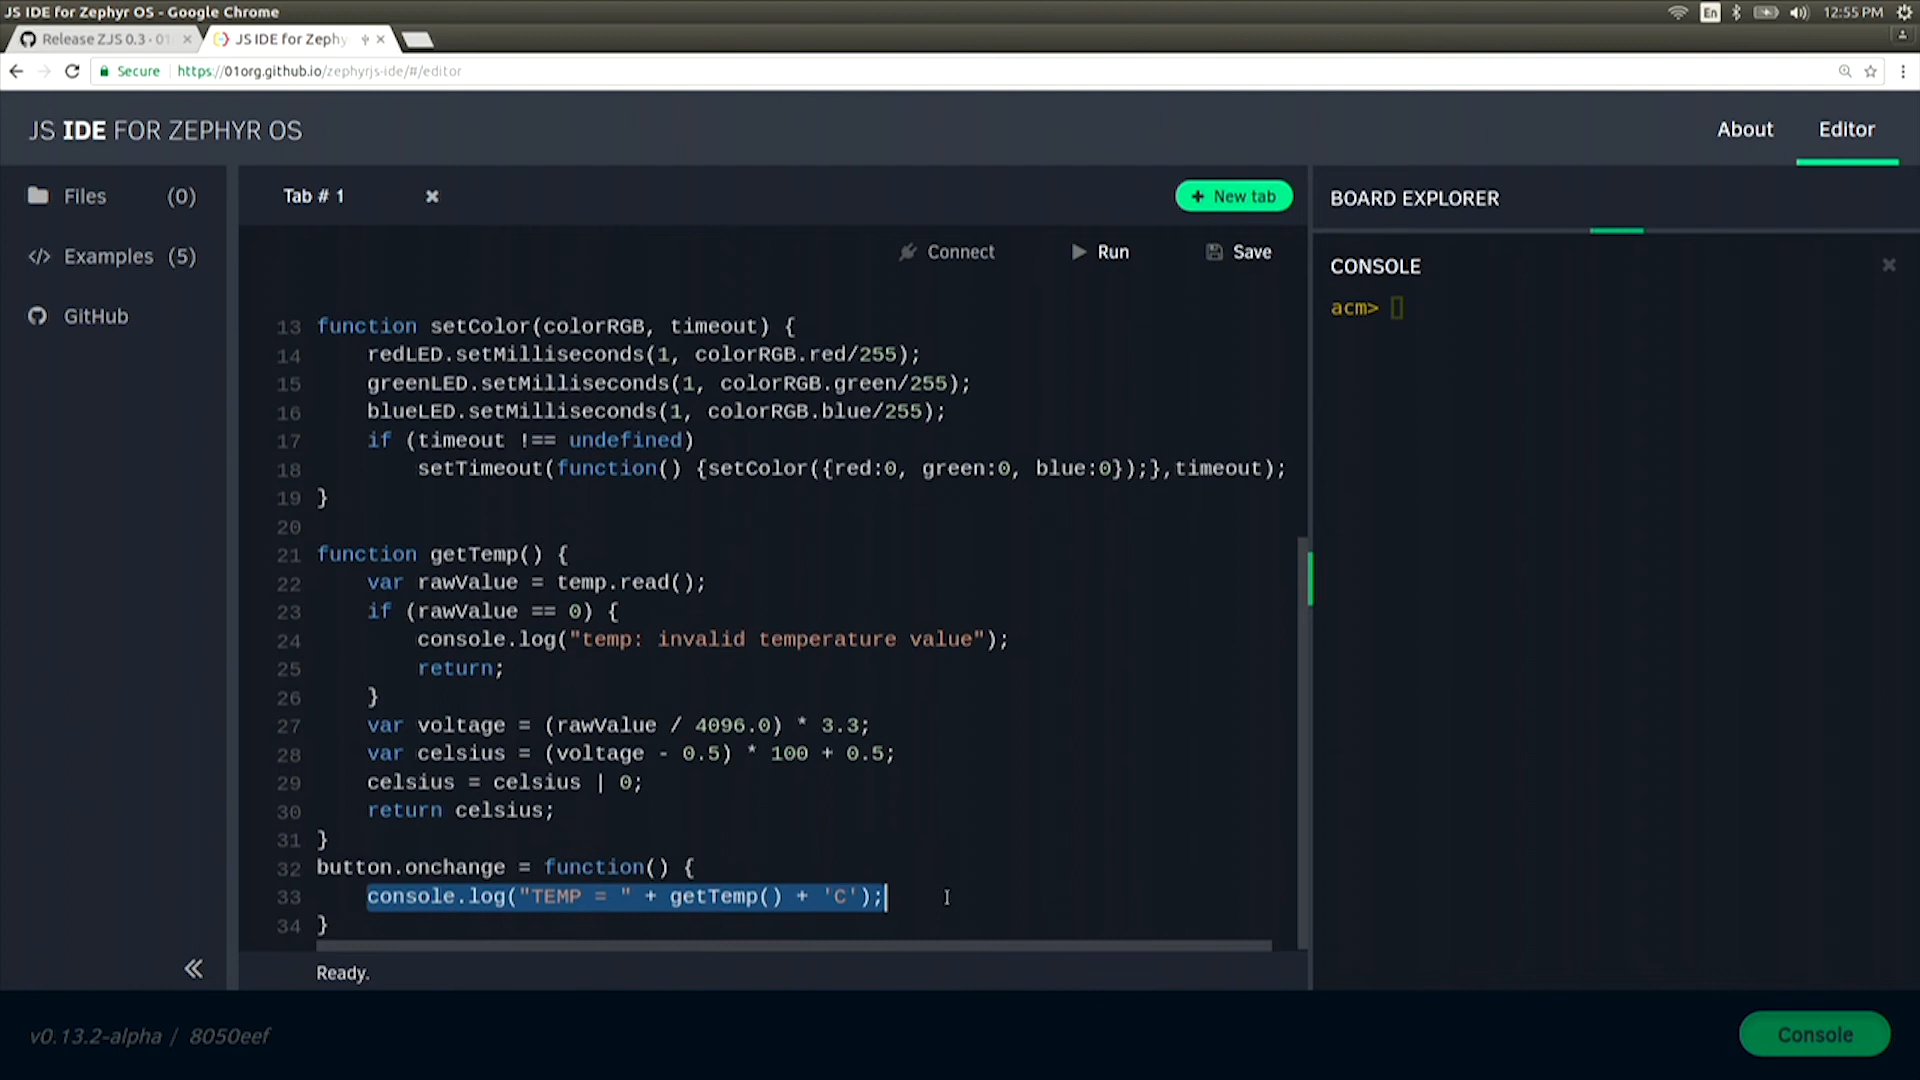 JS IDE for Zephyr OS - Google Chrome
En
12:55 PM
Release ZJS 0.3 · 01
JS IDE for Zephy
Secure
https://01org.github.io/zephyrjs-ide/#/editor
JS IDE FOR ZEPHYR OS
About
Editor
Files (0)
Examples (5)
GitHub
Tab # 1
+ New tab
Connect
Run
Save
13 function setColor(colorRGB, timeout) {
14 redLED.setMilliseconds(1, colorRGB.red/255);
15 greenLED.setMilliseconds(1, colorRGB.green/255);
16 blueLED.setMilliseconds(1, colorRGB.blue/255);
17 if (timeout !== undefined)
18 setTimeout(function() {setColor({red:0, green:0, blue:0});},timeout);
19 }
20
21 function getTemp() {
22 var rawValue = temp.read();
23 if (rawValue == 0) {
24 console.log("temp: invalid temperature value");
25 return;
26 }
27 var voltage = (rawValue / 4096.0) * 3.3;
28 var celsius = (voltage - 0.5) * 100 + 0.5;
29 celsius = celsius | 0;
30 return celsius;
31 }
32 button.onchange = function() {
33 console.log("TEMP = " + getTemp() + 'C');
34 }
Ready.
BOARD EXPLORER
CONSOLE
acm>
v0.13.2-alpha / 8050eef
Console